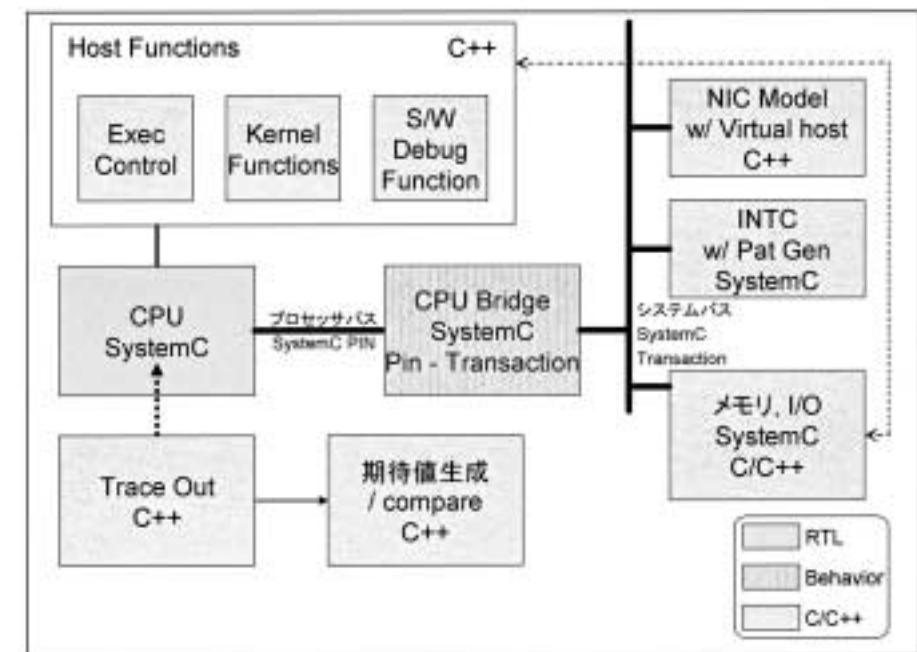 Host Functions
C++
Exec
Control
Kernel
Functions
S/W
Debug
Function
NIC Model
w/ Virtual host
C++
INTC
w/ Pat Gen
SystemC
CPU
SystemC
プロセッサバス
SystemC PIN
CPU Bridge
SystemC
Pin - Transaction
システムバス
SystemC
Transaction
メモリ, I/O
SystemC
C/C++
Trace Out
C++
期待値生成
/ compare
C++
RTL
Behavior
C/C++